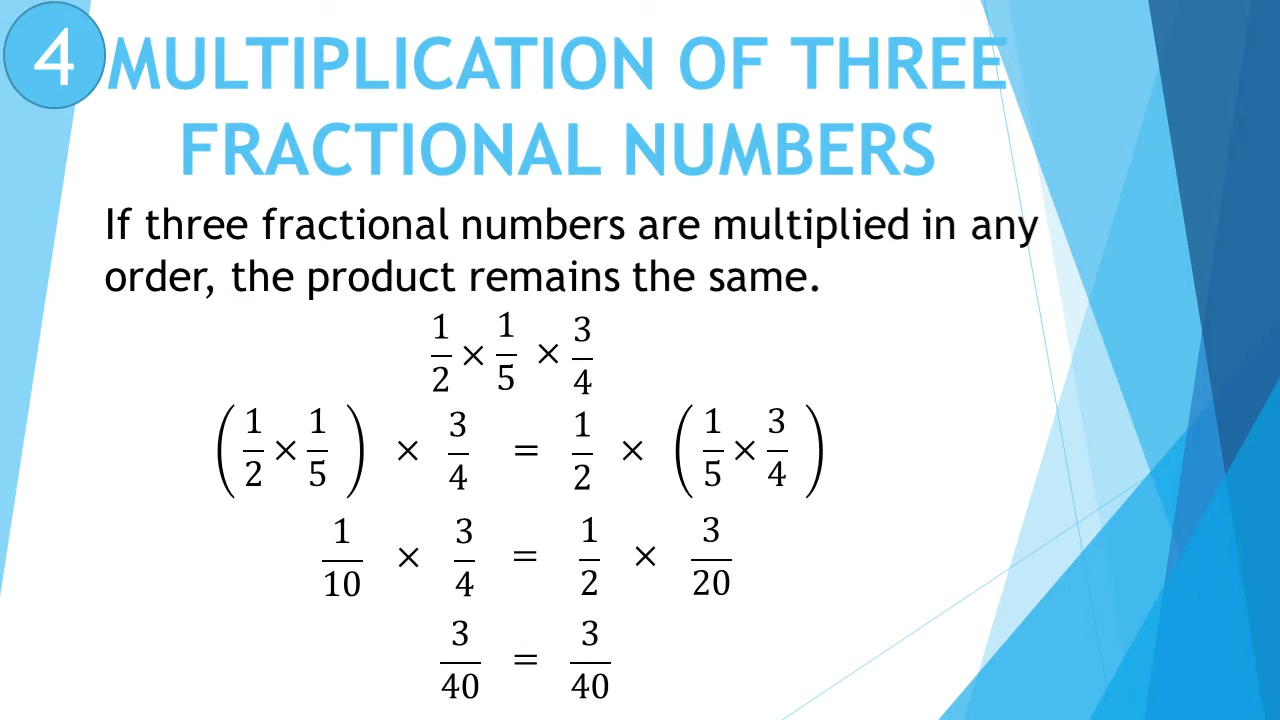 4
MULTIPLICATION OF THREE
FRACTIONAL NUMBERS
If three fractional numbers are multiplied in any
order, the product remains the same.
1/2 × 1/5 × 3/4
(1/2 × 1/5) × 3/4 = 1/2 × (1/5 × 3/4)
1/10 × 3/4 = 1/2 × 3/20
3/40 = 3/40